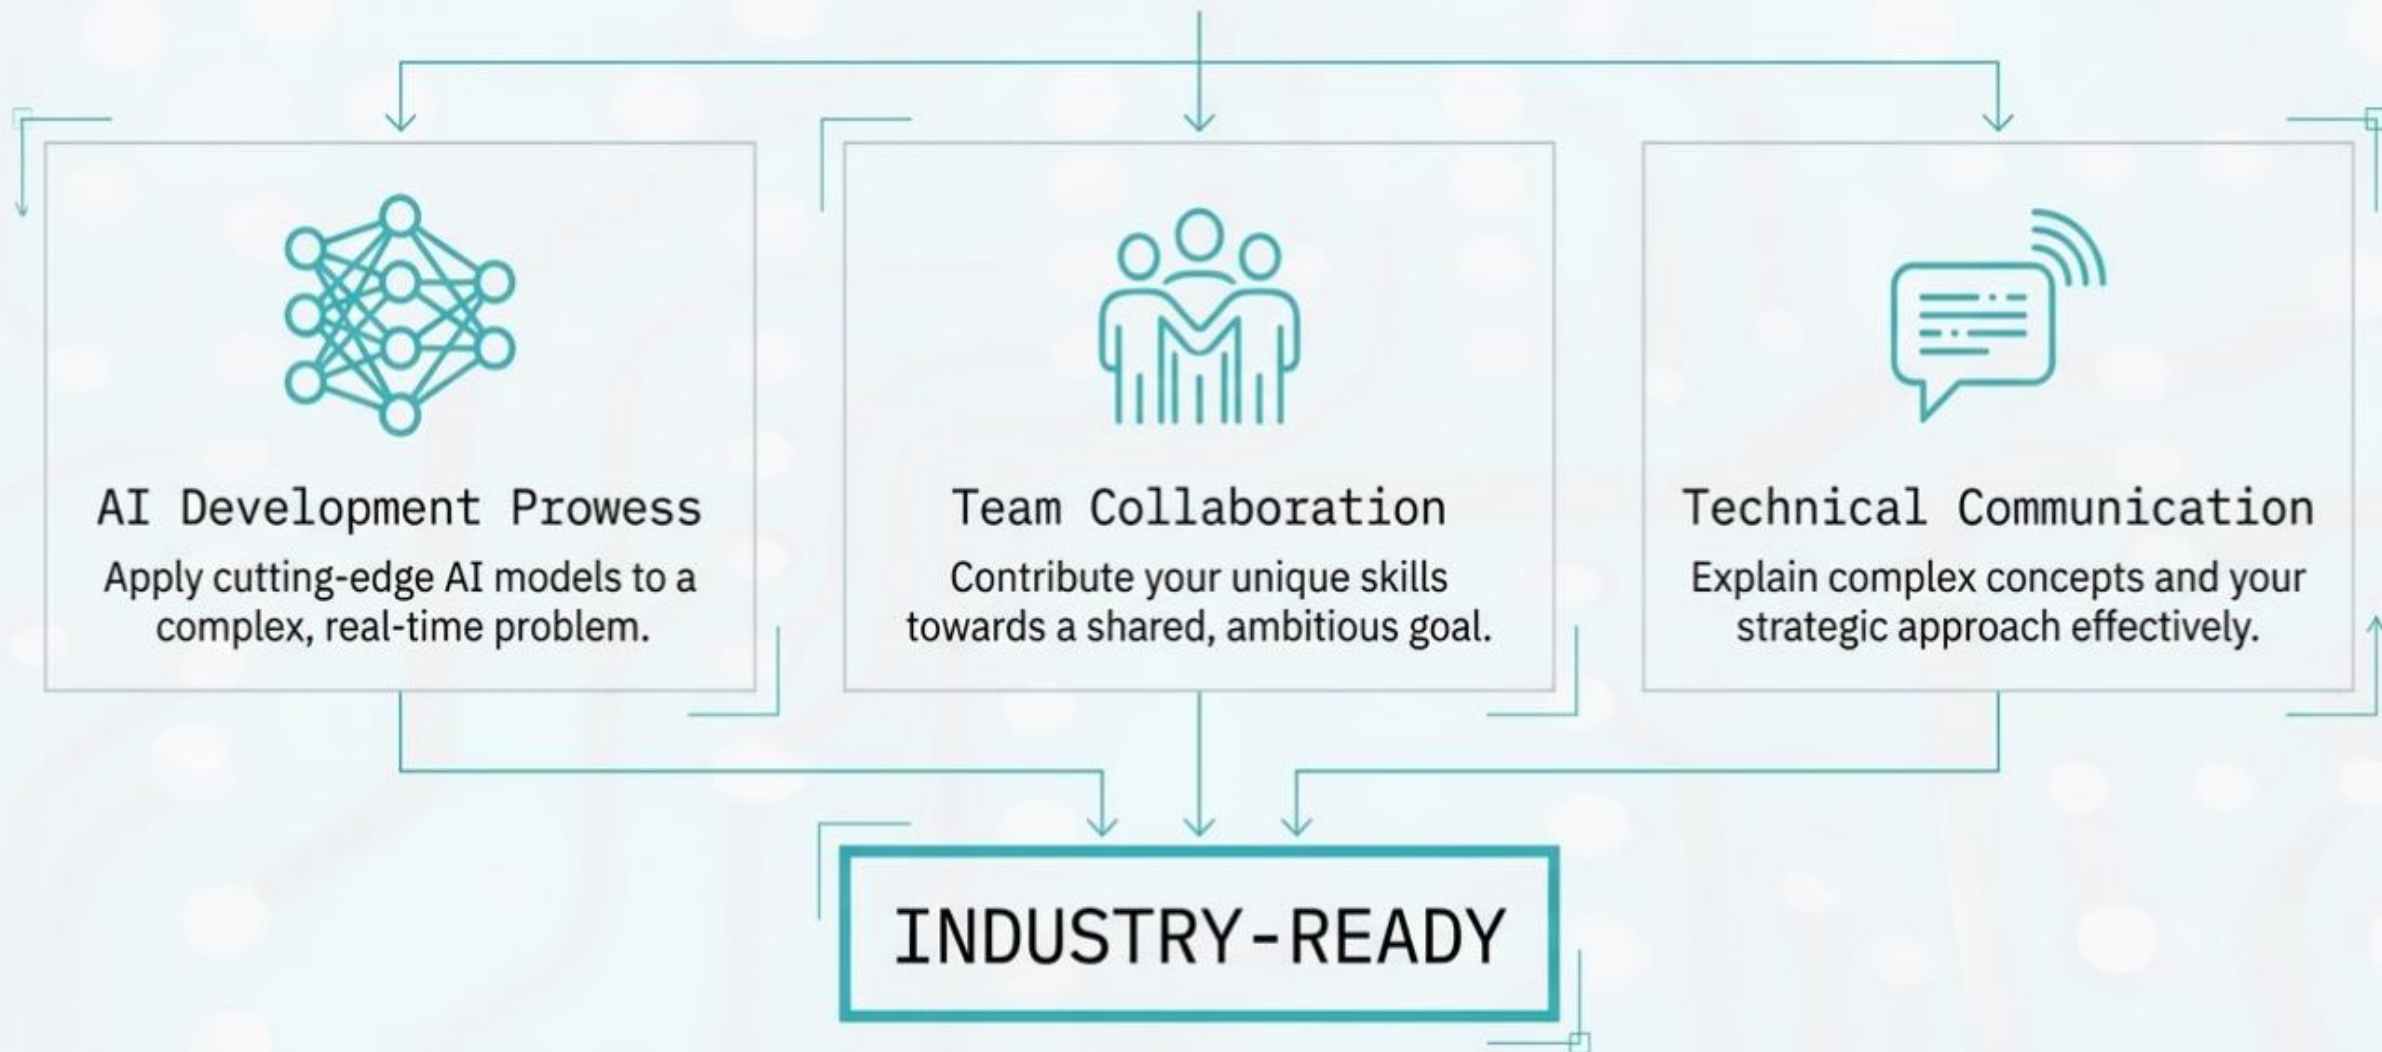 AI Development Prowess
Apply cutting-edge AI models to a
complex, real-time problem.
Team Collaboration
Contribute your unique skills
towards a shared, ambitious goal.
Technical Communication
Explain complex concepts and your
strategic approach effectively.
INDUSTRY-READY